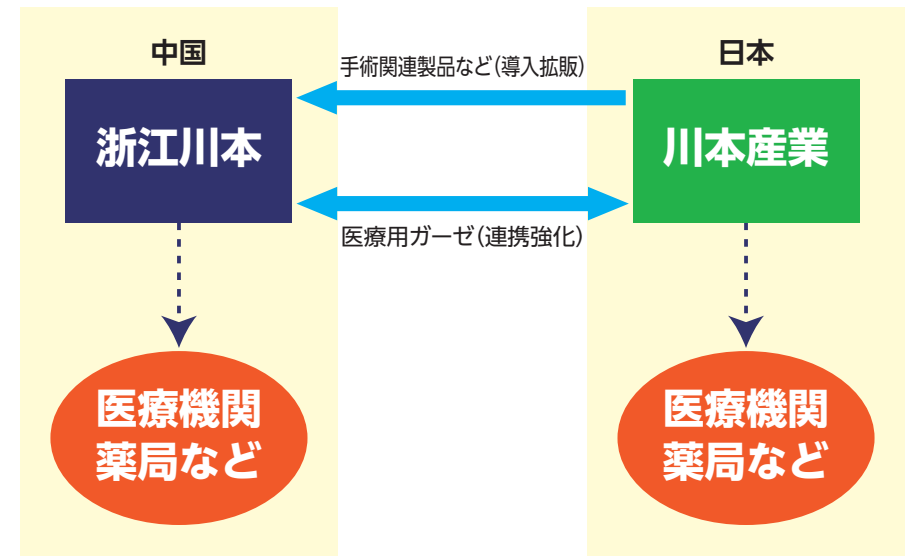 中国
日本
手術関連製品など(導入拡販)
浙江川本
川本産業
医療用ガーゼ(連携強化)
医療機関
薬局など
医療機関
薬局など